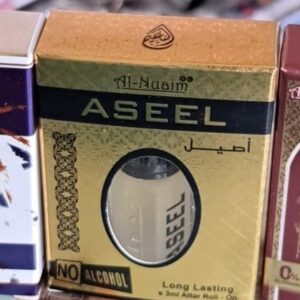 Al-Nuaim
ASEEL
أصيل
ASEEL
NO ALCOHOL
Long Lasting
e 3ml Attar Roll - On